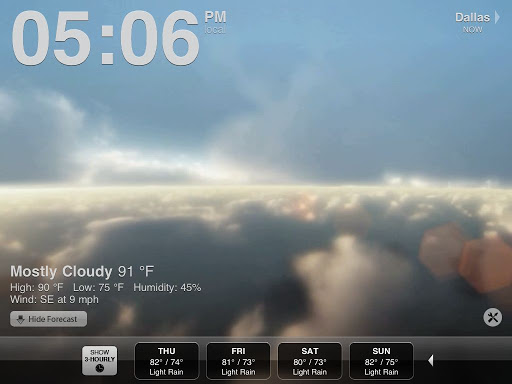 05:06 PM
local
Dallas
NOW
Mostly Cloudy 91 °F
High: 90 °F Low: 75 °F Humidity: 45%
Wind: SE at 9 mph
Hide Forecast
SHOW
3-HOURLY
THU
82° / 74°
Light Rain
FRI
81° / 73°
Light Rain
SAT
80° / 73°
Light Rain
SUN
82° / 75°
Light Rain